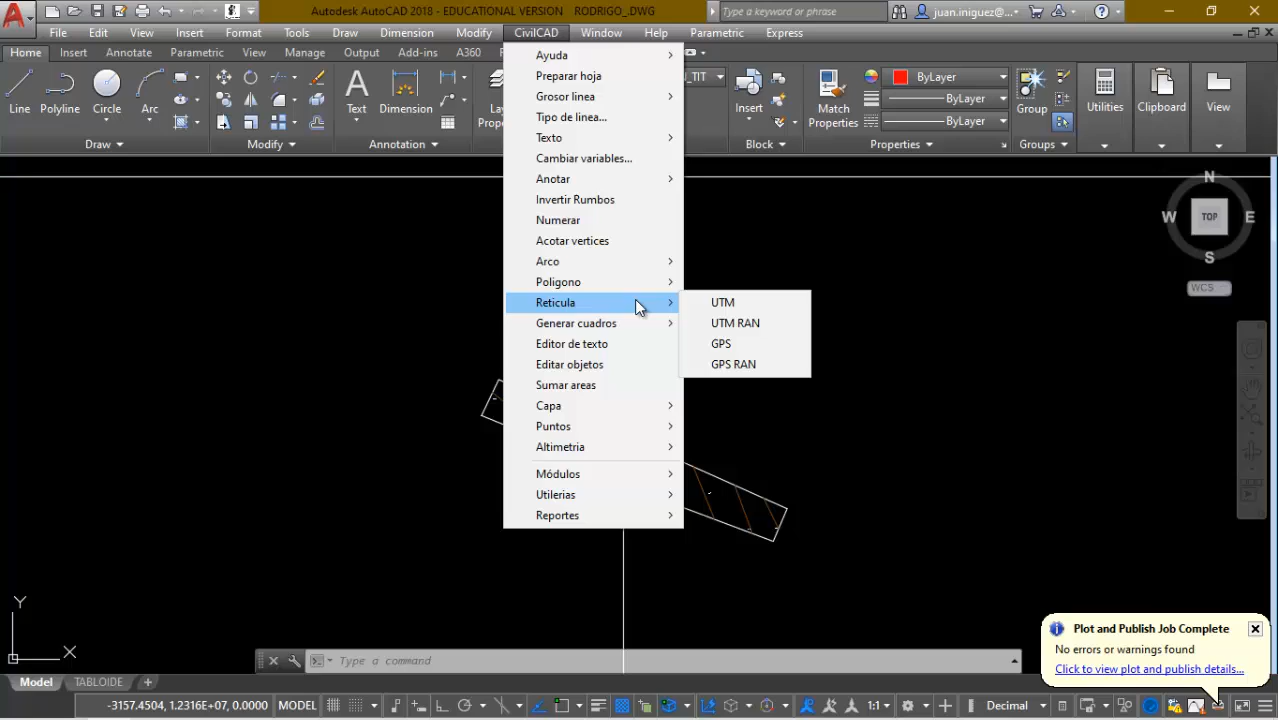 Autodesk AutoCAD 2018 - EDUCATIONAL VERSION RODRIGO_.DWG
Type a keyword or phrase
juan.iniguez@...
File Edit View Insert Format Tools Draw Dimension Modify CivilCAD Window Help Parametric Express
Home Insert Annotate Parametric View Manage Output Add-ins A360
Line
Polyline
Circle
Arc
Text
Dimension
Insert
Match
Properties
ByLayer
ByLayer
ByLayer
Group
Utilities
Clipboard
View
Draw
Modify
Annotation
Block
Properties
Groups
Ayuda
Preparar hoja
Grosor linea
Tipo de linea...
Texto
Cambiar variables...
Anotar
Invertir Rumbos
Numerar
Acotar vertices
Arco
Poligono
Reticula
Generar cuadros
Editor de texto
Editar objetos
Sumar areas
Capa
Puntos
Altimetria
Módulos
Utilerias
Reportes
UTM
UTM RAN
GPS
GPS RAN
N
W
TOP
E
S
WCS
Y
X
Type a command
Plot and Publish Job Complete
No errors or warnings found
Click to view plot and publish details...
Model TABLOIDE
-3157.4504, 1.2316E+07, 0.0000 MODEL
1:1
Decimal